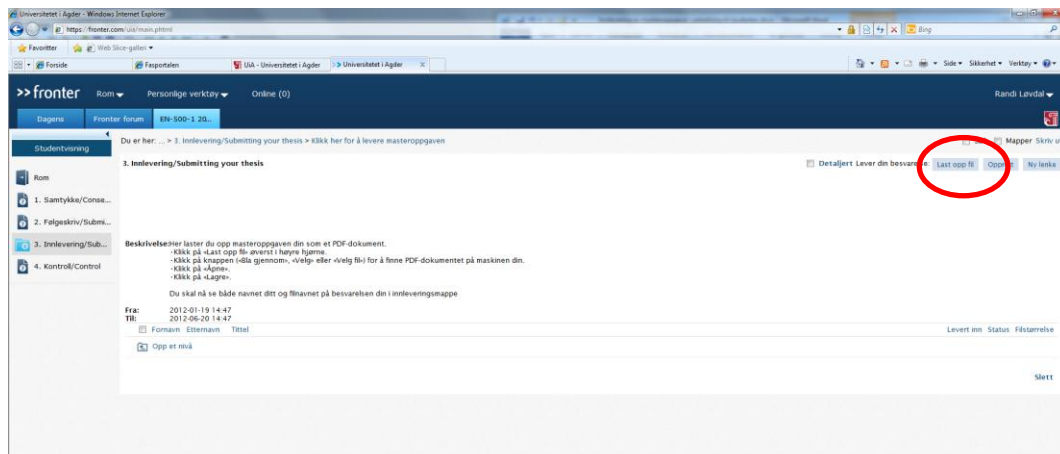 Universitetet i Agder - Windows Internet Explorer
https://fronter.com/uia/main.phtml
Bing
Favoritter Web Slice-galleri
Forside Fasportalen UiA - Universitetet i Agder >> Universitetet i Agder x
Side Sikkerhet Verktøy
>> fronter Rom Personlige verktøy Online (0) Randi Løvdal
Dagens Fronter forum EN-500-1 20...
Studentvisning
Du er her: ... > 3. Innlevering/Submitting your thesis > Klikk her for å levere masteroppgaven
Mapper Skriv u
3. Innlevering/Submitting your thesis
Detaljert Lever din besvarelse: Last opp fil Ny lenke
Rom
1. Samtykke/Conse...
2. Følgeskriv/Submi...
3. Innlevering/Sub...
4. Kontroll/Control
Beskrivelse: Her laster du opp masteroppgaven din som et PDF-dokument.
-Klikk på «Last opp fil» øverst i høyre hjørne.
-Klikk på knappen («Bla gjennom», «Velg» eller «Velg fil») for å finne PDF-dokumentet på maskinen din.
-Klikk på «Åpne».
-Klikk på «Lagre».
Du skal nå se både navnet ditt og filnavnet på besvarelsen din i innleveringsmappe
Fra: 2012-01-19 14:47
Til: 2012-06-20 14:47
Fornavn Etternavn Tittel Levert inn Status Filstørrelse
Opp et nivå
Slett